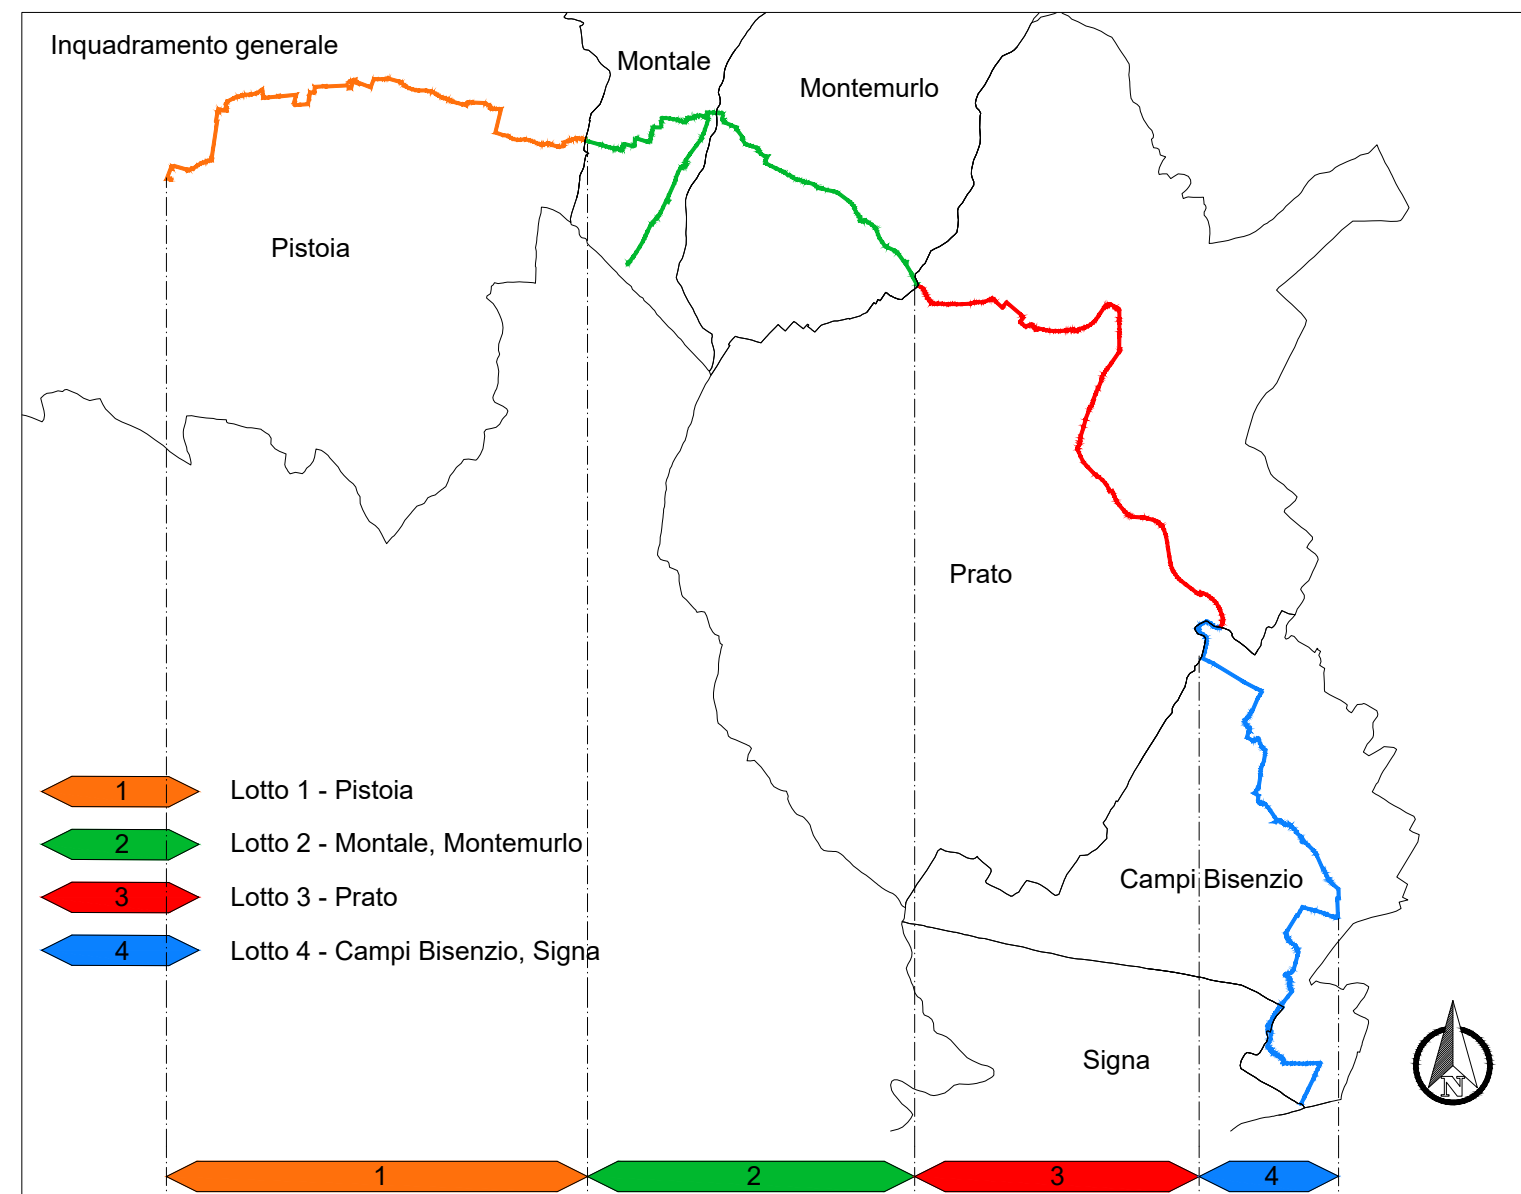 Inquadramento generale
Montale
Montemurlo
Pistoia
Prato
1 Lotto 1 - Pistoia
2 Lotto 2 - Montale, Montemurlo
3 Lotto 3 - Prato
4 Lotto 4 - Campi Bisenzio, Signa
Campi Bisenzio
Signa
N
1 2 3 4